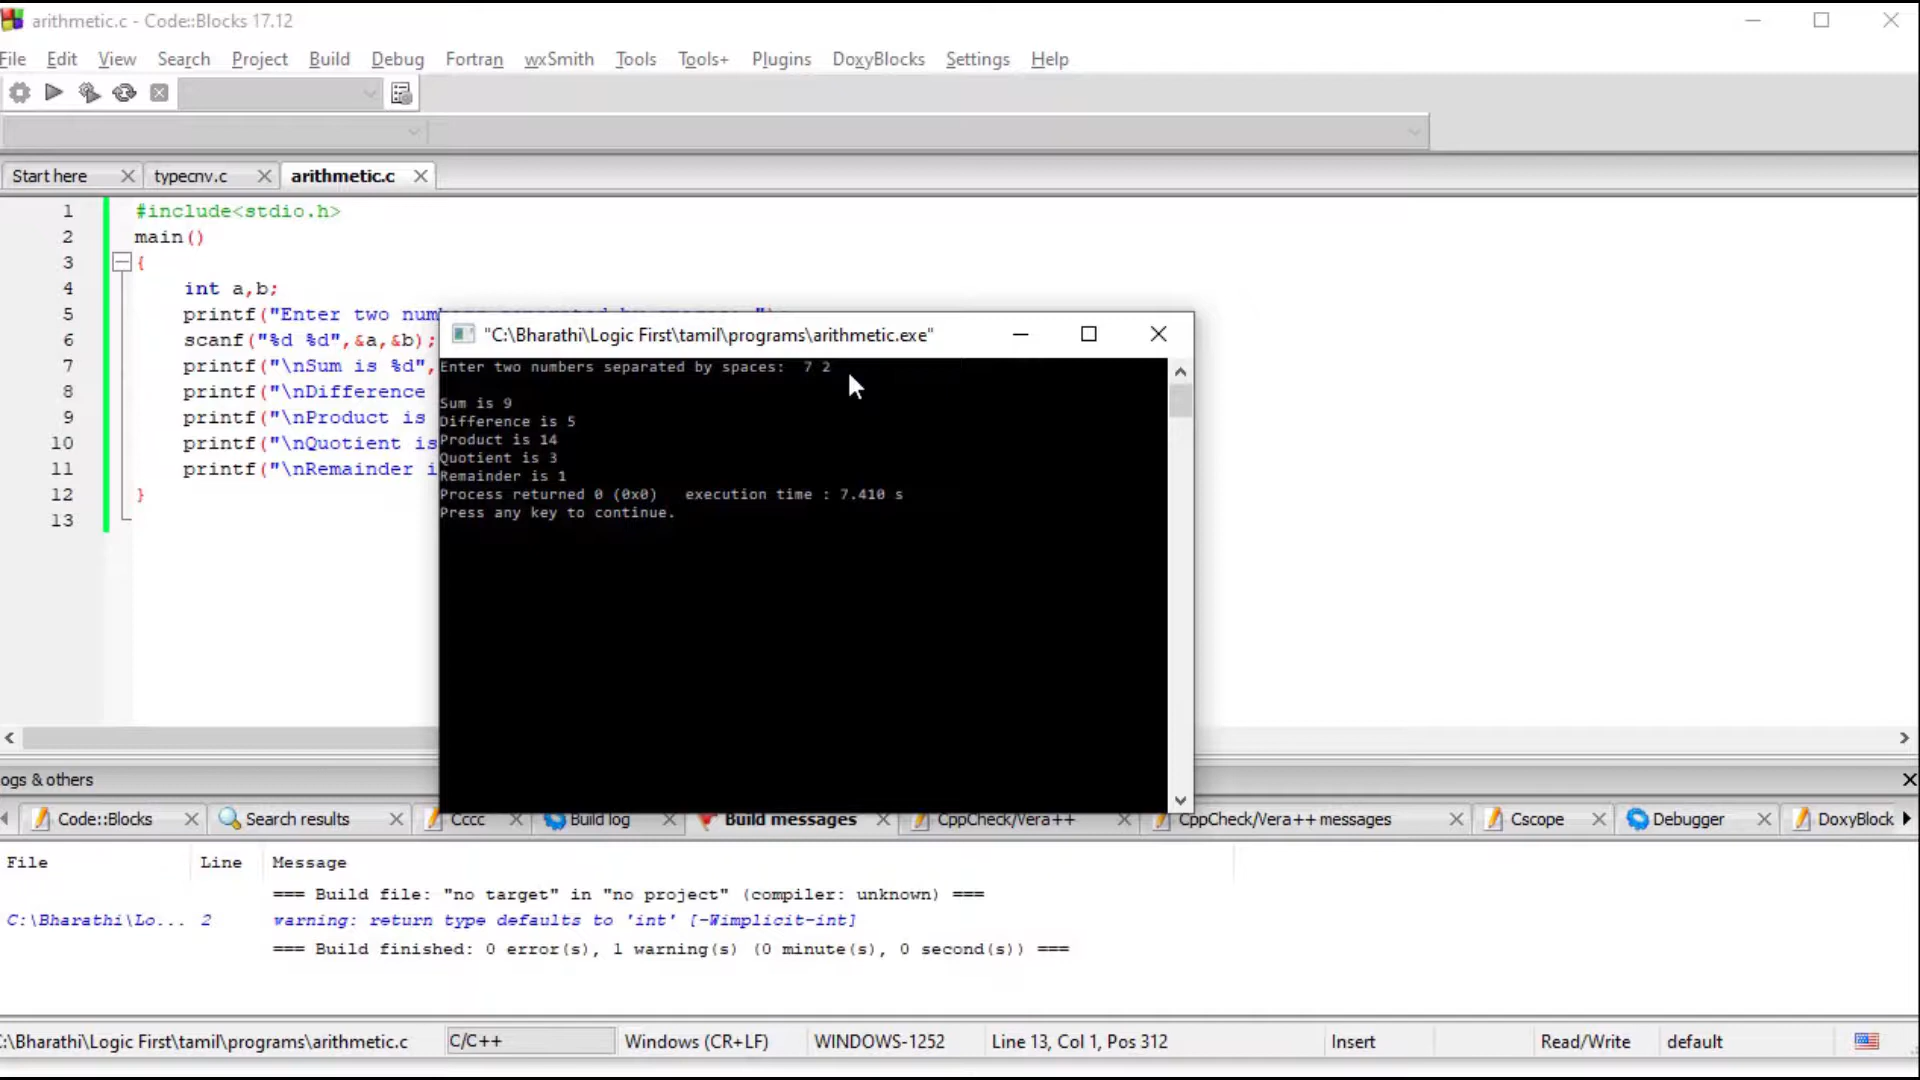 arithmetic.c - Code::Blocks 17.12
File Edit View Search Project Build Debug Fortran wxSmith Tools Tools+ Plugins DoxyBlocks Settings Help
Start here typecnv.c arithmetic.c
1 #include<stdio.h>
2 main()
3 {
4 int a,b;
5 printf("Enter two num
6 scanf("%d %d",&a,&b);
7 printf("\nSum is %d",
8 printf("\nDifference
9 printf("\nProduct is
10 printf("\nQuotient is
11 printf("\nRemainder i
12 }
13
"C:\Bharathi\Logic First\tamil\programs\arithmetic.exe"
Enter two numbers separated by spaces: 7 2
Sum is 9
Difference is 5
Product is 14
Quotient is 3
Remainder is 1
Process returned 0 (0x0) execution time : 7.410 s
Press any key to continue.
ogs & others
Code::Blocks Search results Cccc Build log Build messages CppCheck/Vera++ CppCheck/Vera++ messages Cscope Debugger DoxyBlock
File Line Message
=== Build file: "no target" in "no project" (compiler: unknown) ===
C:\Bharathi\Lo... 2 warning: return type defaults to 'int' [-Wimplicit-int]
=== Build finished: 0 error(s), 1 warning(s) (0 minute(s), 0 second(s)) ===
:\Bharathi\Logic First\tamil\programs\arithmetic.c C/C++ Windows (CR+LF) WINDOWS-1252 Line 13, Col 1, Pos 312 Insert Read/Write default